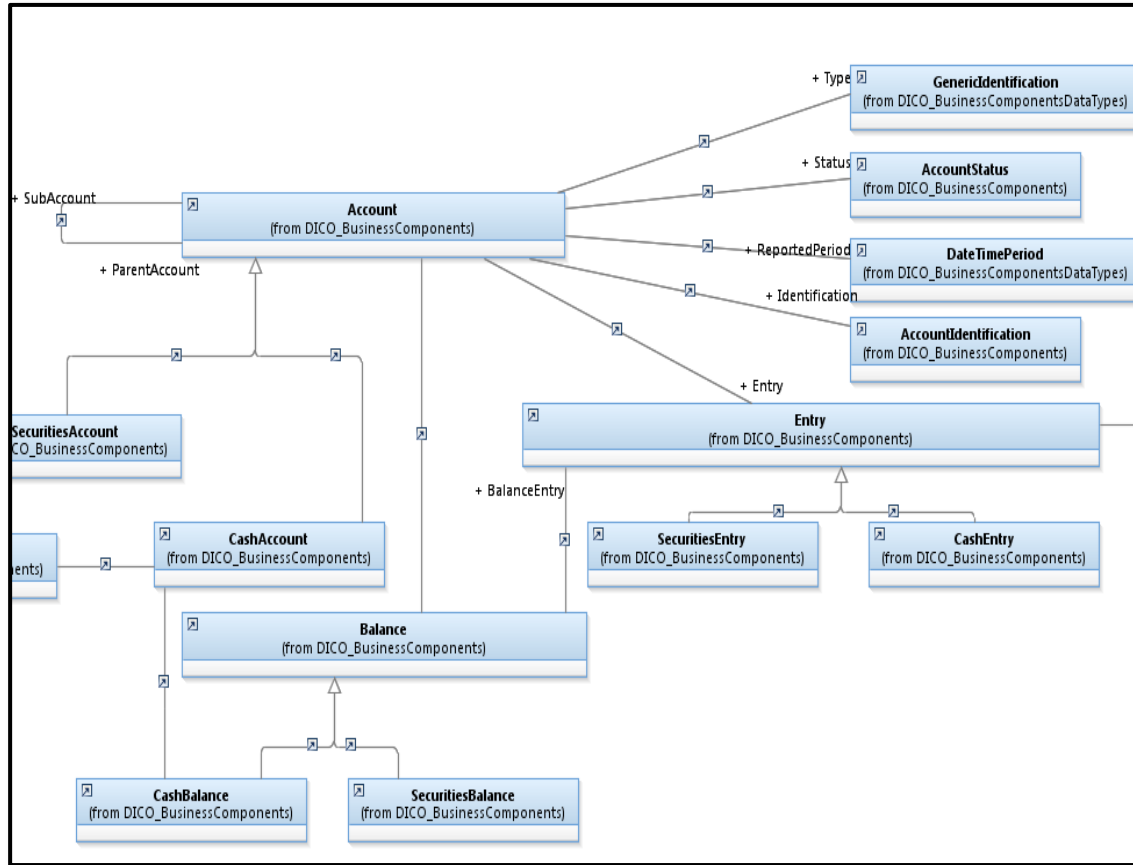 + Type
GenericIdentification
(from DICO_BusinessComponentsDataTypes)
+ Status
AccountStatus
(from DICO_BusinessComponents)
+ SubAccount
Account
(from DICO_BusinessComponents)
+ ReportedPeriod
DateTimePeriod
(from DICO_BusinessComponentsDataTypes)
+ ParentAccount
+ Identification
AccountIdentification
(from DICO_BusinessComponents)
+ Entry
Entry
(from DICO_BusinessComponents)
SecuritiesAccount
CO_BusinessComponents)
+ BalanceEntry
CashAccount
(from DICO_BusinessComponents)
SecuritiesEntry
(from DICO_BusinessComponents)
CashEntry
(from DICO_BusinessComponents)
nents)
Balance
(from DICO_BusinessComponents)
CashBalance
(from DICO_BusinessComponents)
SecuritiesBalance
(from DICO_BusinessComponents)